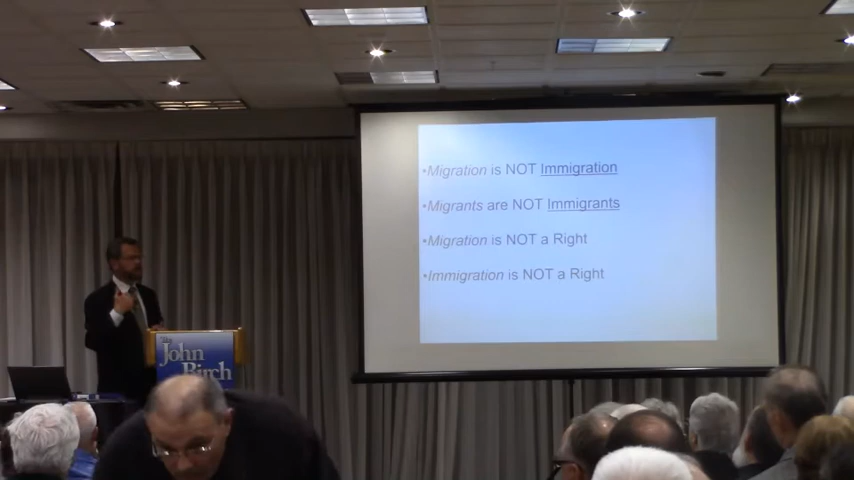 •Migration is NOT Immigration
•Migrants are NOT Immigrants
•Migration is NOT a Right
•Immigration is NOT a Right
The
John
Birch